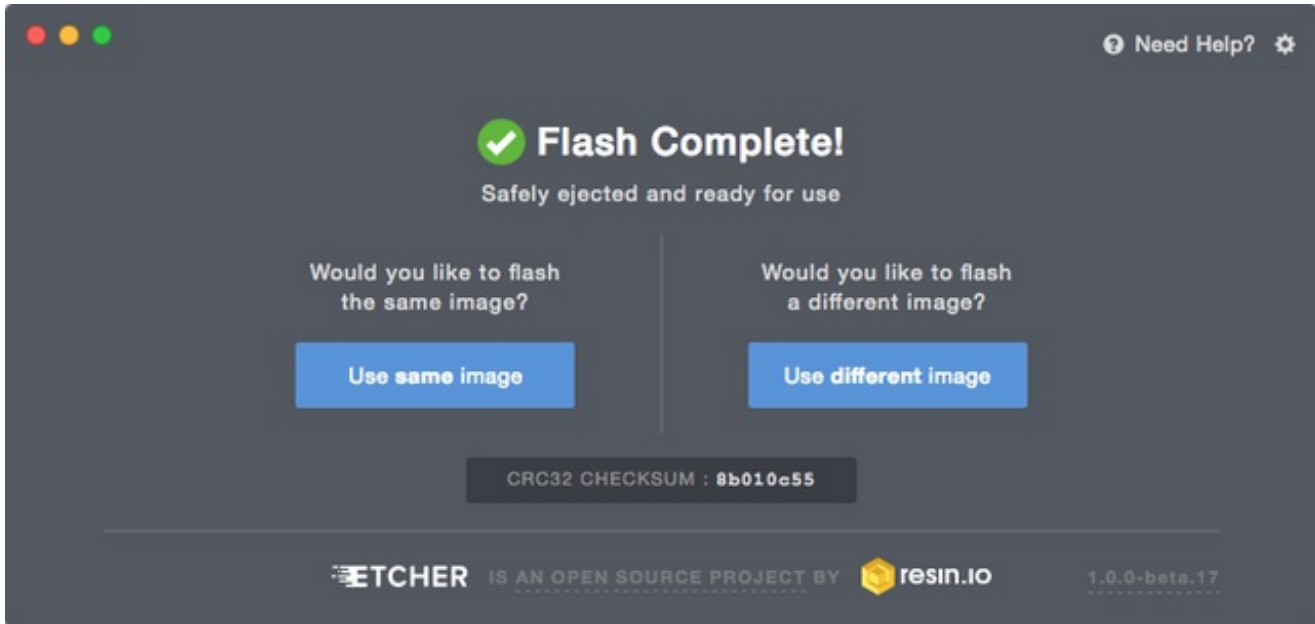 Need Help?
Flash Complete!
Safely ejected and ready for use
Would you like to flash
the same image?
Use same image
Would you like to flash
a different image?
Use different image
CRC32 CHECKSUM : 8b010c55
ETCHER IS AN OPEN SOURCE PROJECT BY resin.io 1.0.0-beta.17